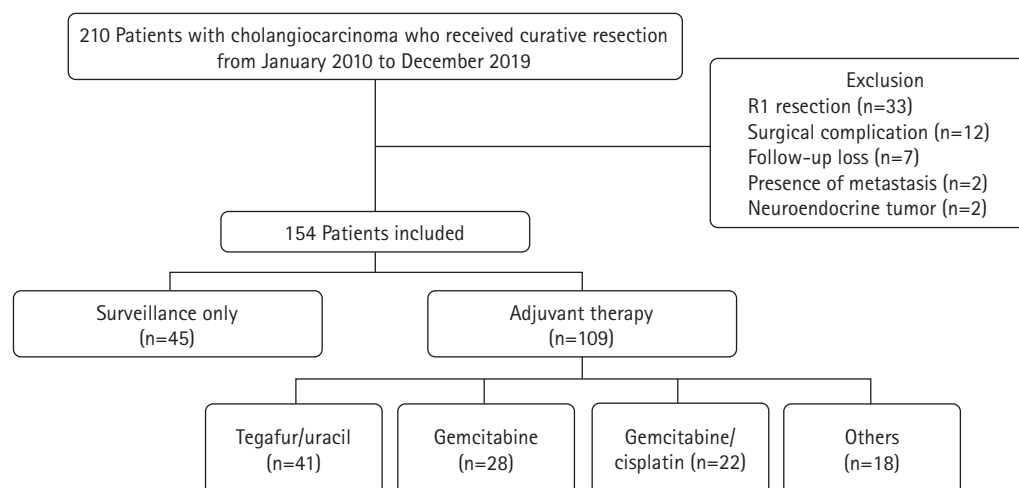 210 Patients with cholangiocarcinoma who received curative resection
from January 2010 to December 2019
Exclusion
R1 resection (n=33)
Surgical complication (n=12)
Follow-up loss (n=7)
Presence of metastasis (n=2)
Neuroendocrine tumor (n=2)
154 Patients included
Surveillance only
(n=45)
Adjuvant therapy
(n=109)
Tegafur/uracil
(n=41)
Gemcitabine
(n=28)
Gemcitabine/
cisplatin (n=22)
Others
(n=18)